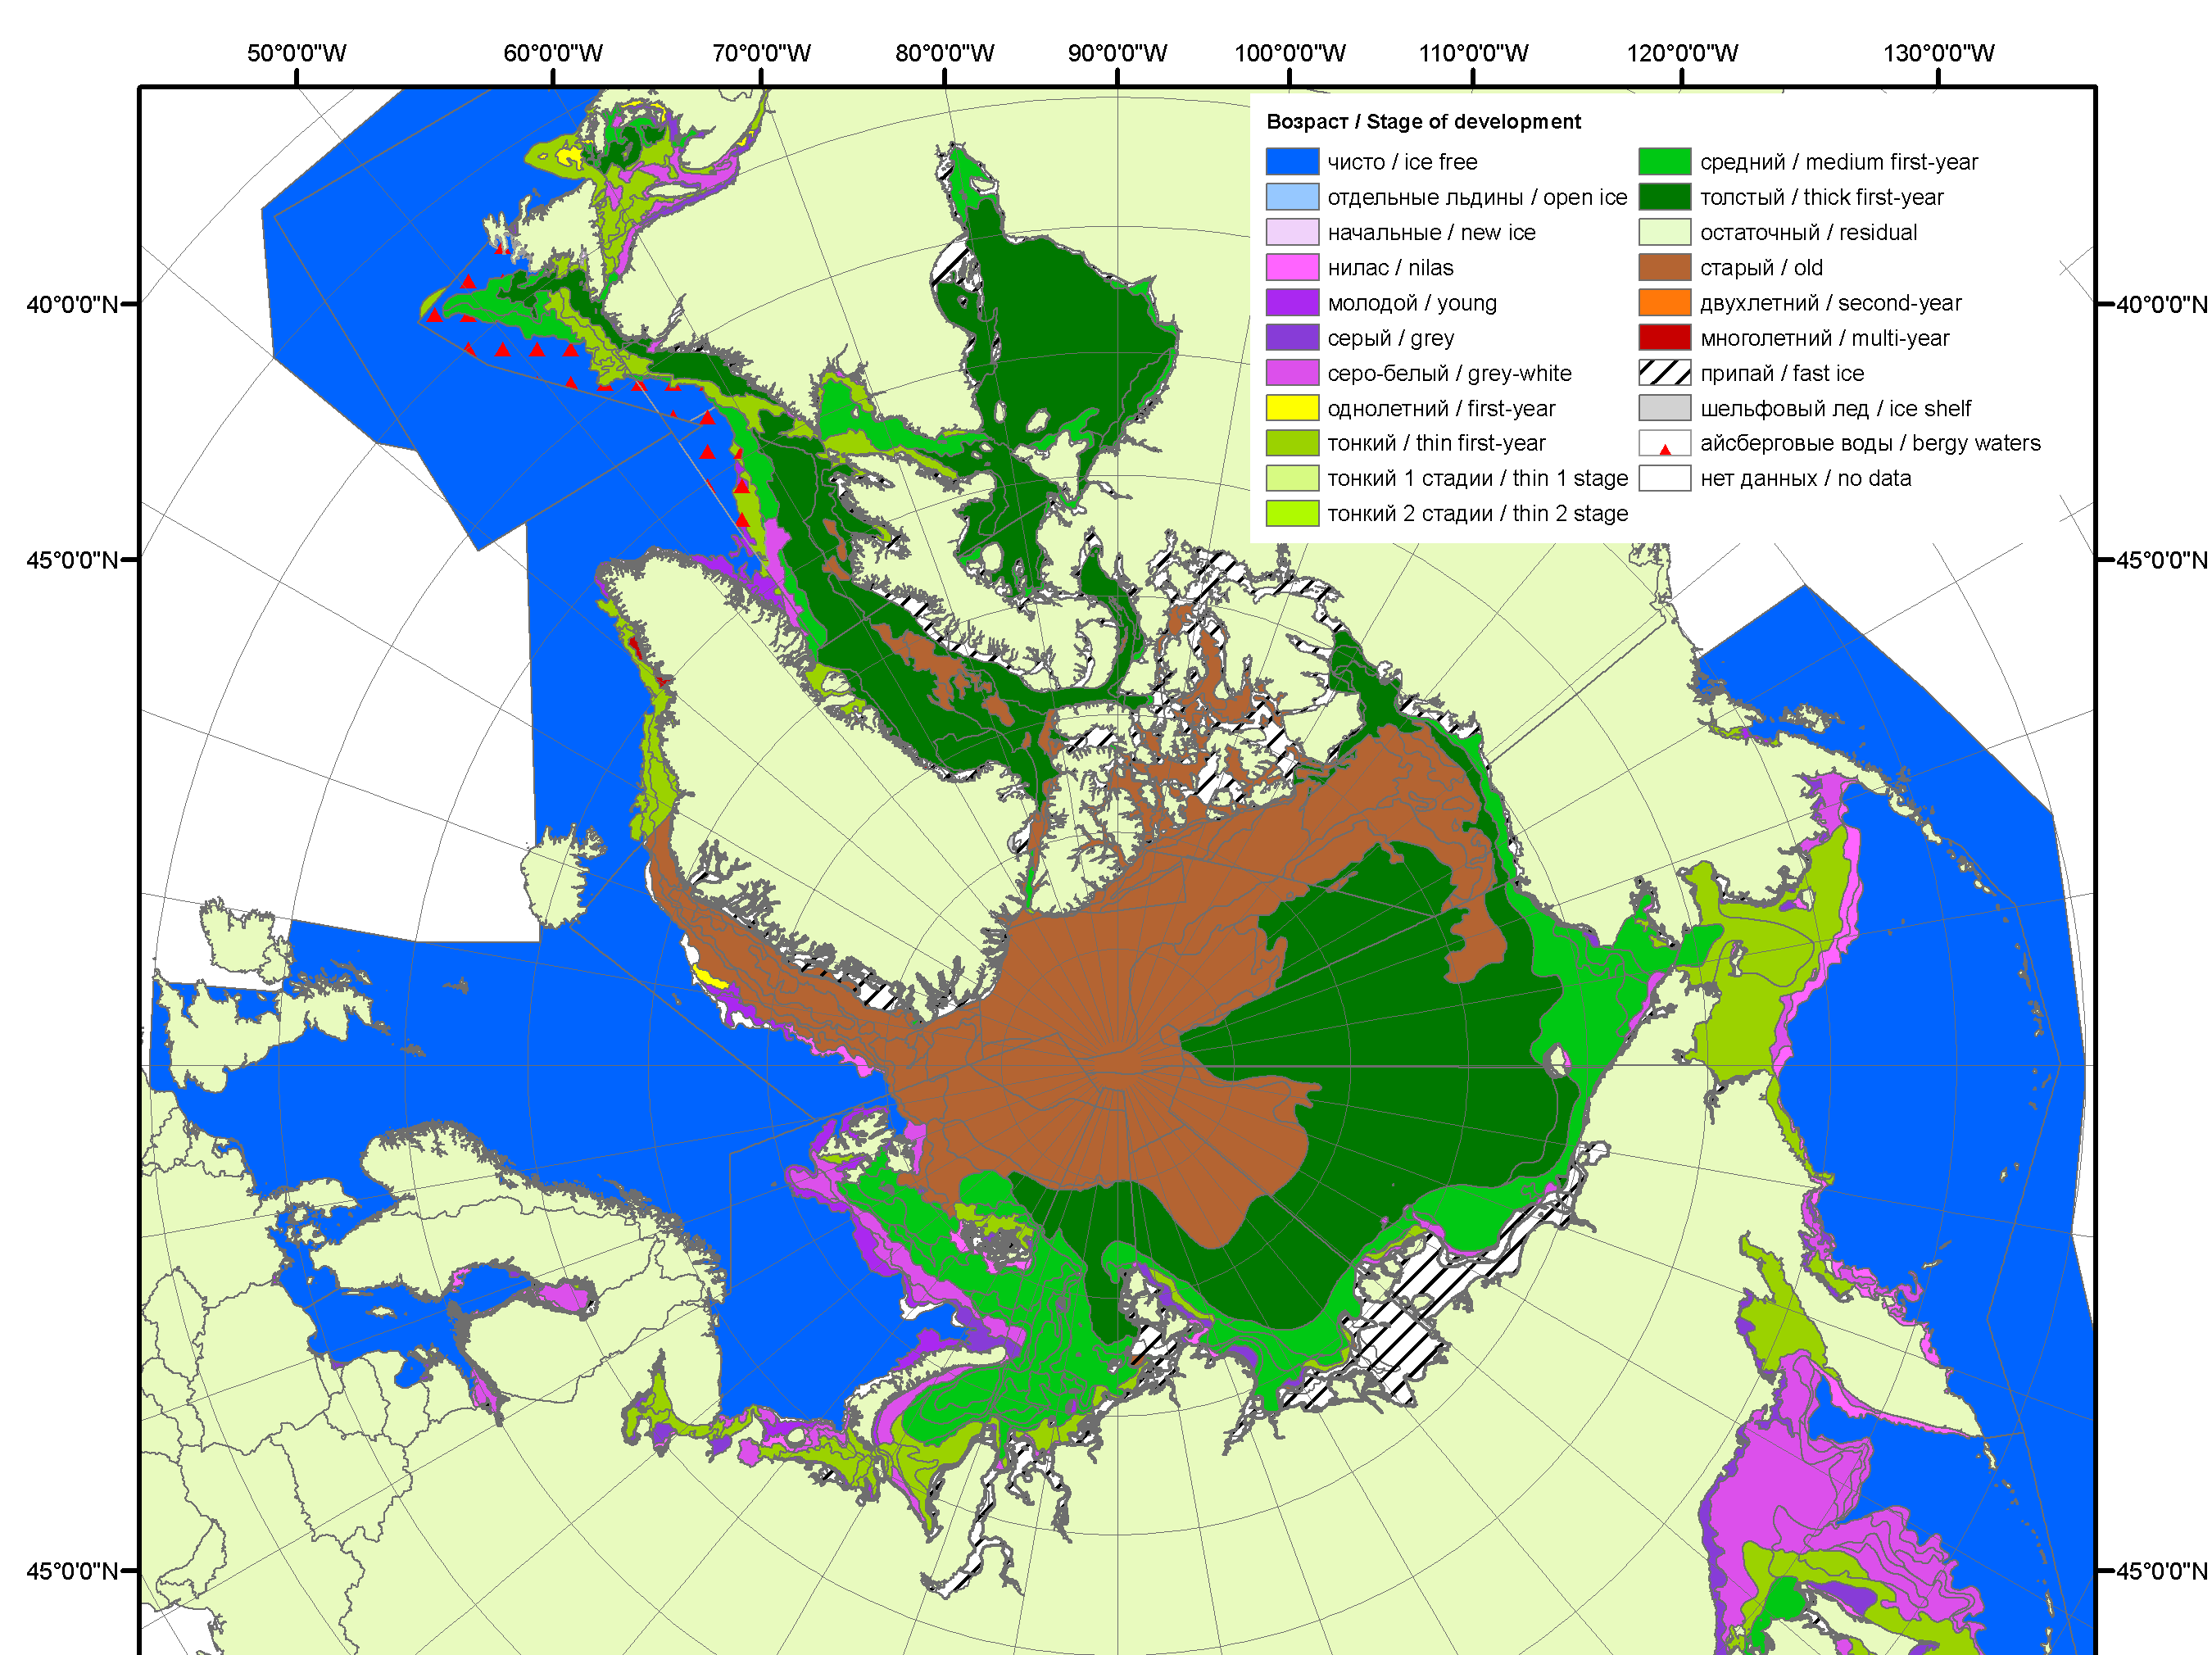 50°0'0"W 60°0'0"W 70°0'0"W 80°0'0"W 90°0'0"W 100°0'0"W 110°0'0"W 120°0'0"W 130°0'0"W
Возраст / Stage of development
чисто / ice free
отдельные льдины / open ice
начальные / new ice
нилас / nilas
молодой / young
серый / grey
серо-белый / grey-white
однолетний / first-year
тонкий / thin first-year
тонкий 1 стадии / thin 1 stage
тонкий 2 стадии / thin 2 stage
средний / medium first-year
толстый / thick first-year
остаточный / residual
старый / old
двухлетний / second-year
многолетний / multi-year
припай / fast ice
шельфовый лед / ice shelf
айсберговые воды / bergy waters
нет данных / no data
40°0'0"N 40°0'0"N
45°0'0"N 45°0'0"N
45°0'0"N 45°0'0"N